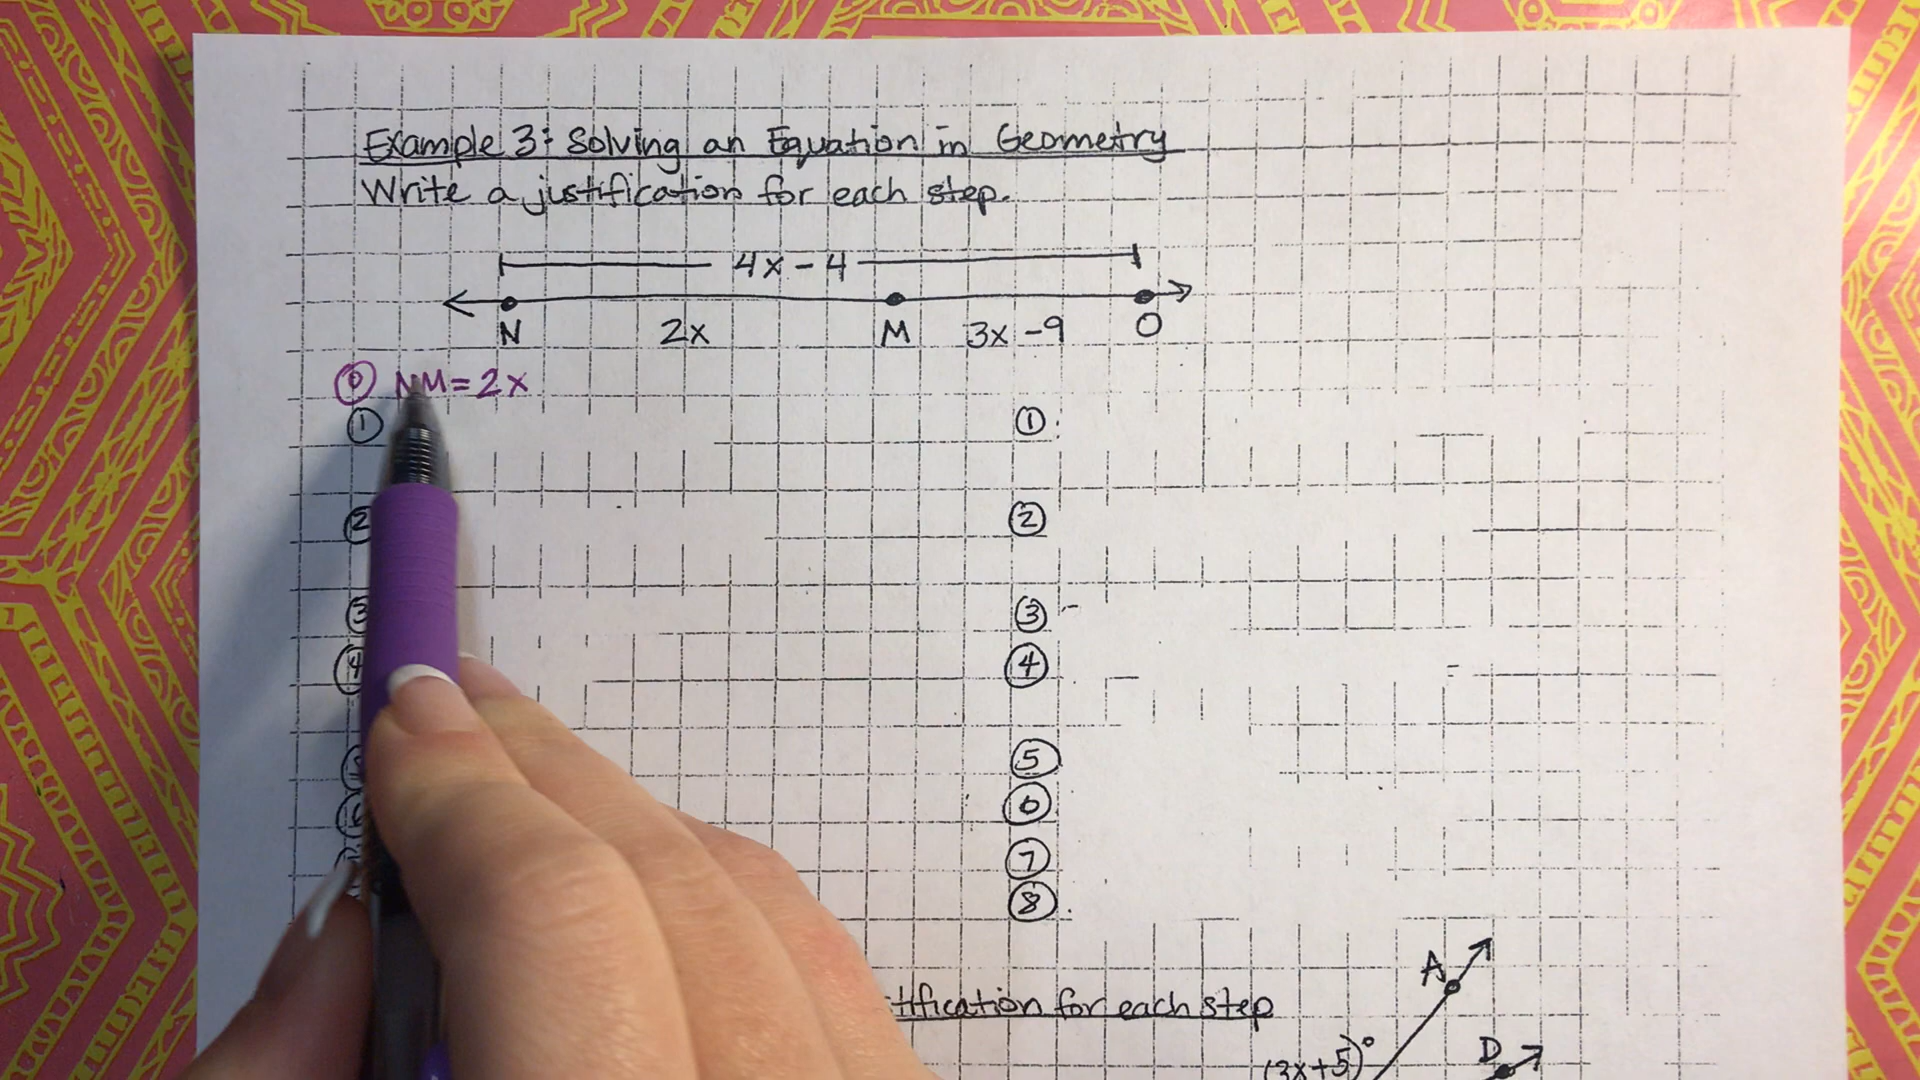 Example 3: Solving an Equation in Geometry
Write a justification for each step.
4x - 4
N 2x M 3x - 9 O
0 NM = 2x
1 1
2 2
3 3
4 4
5 5
6 6
7
8
tification for each step
A
(3x+5)° D